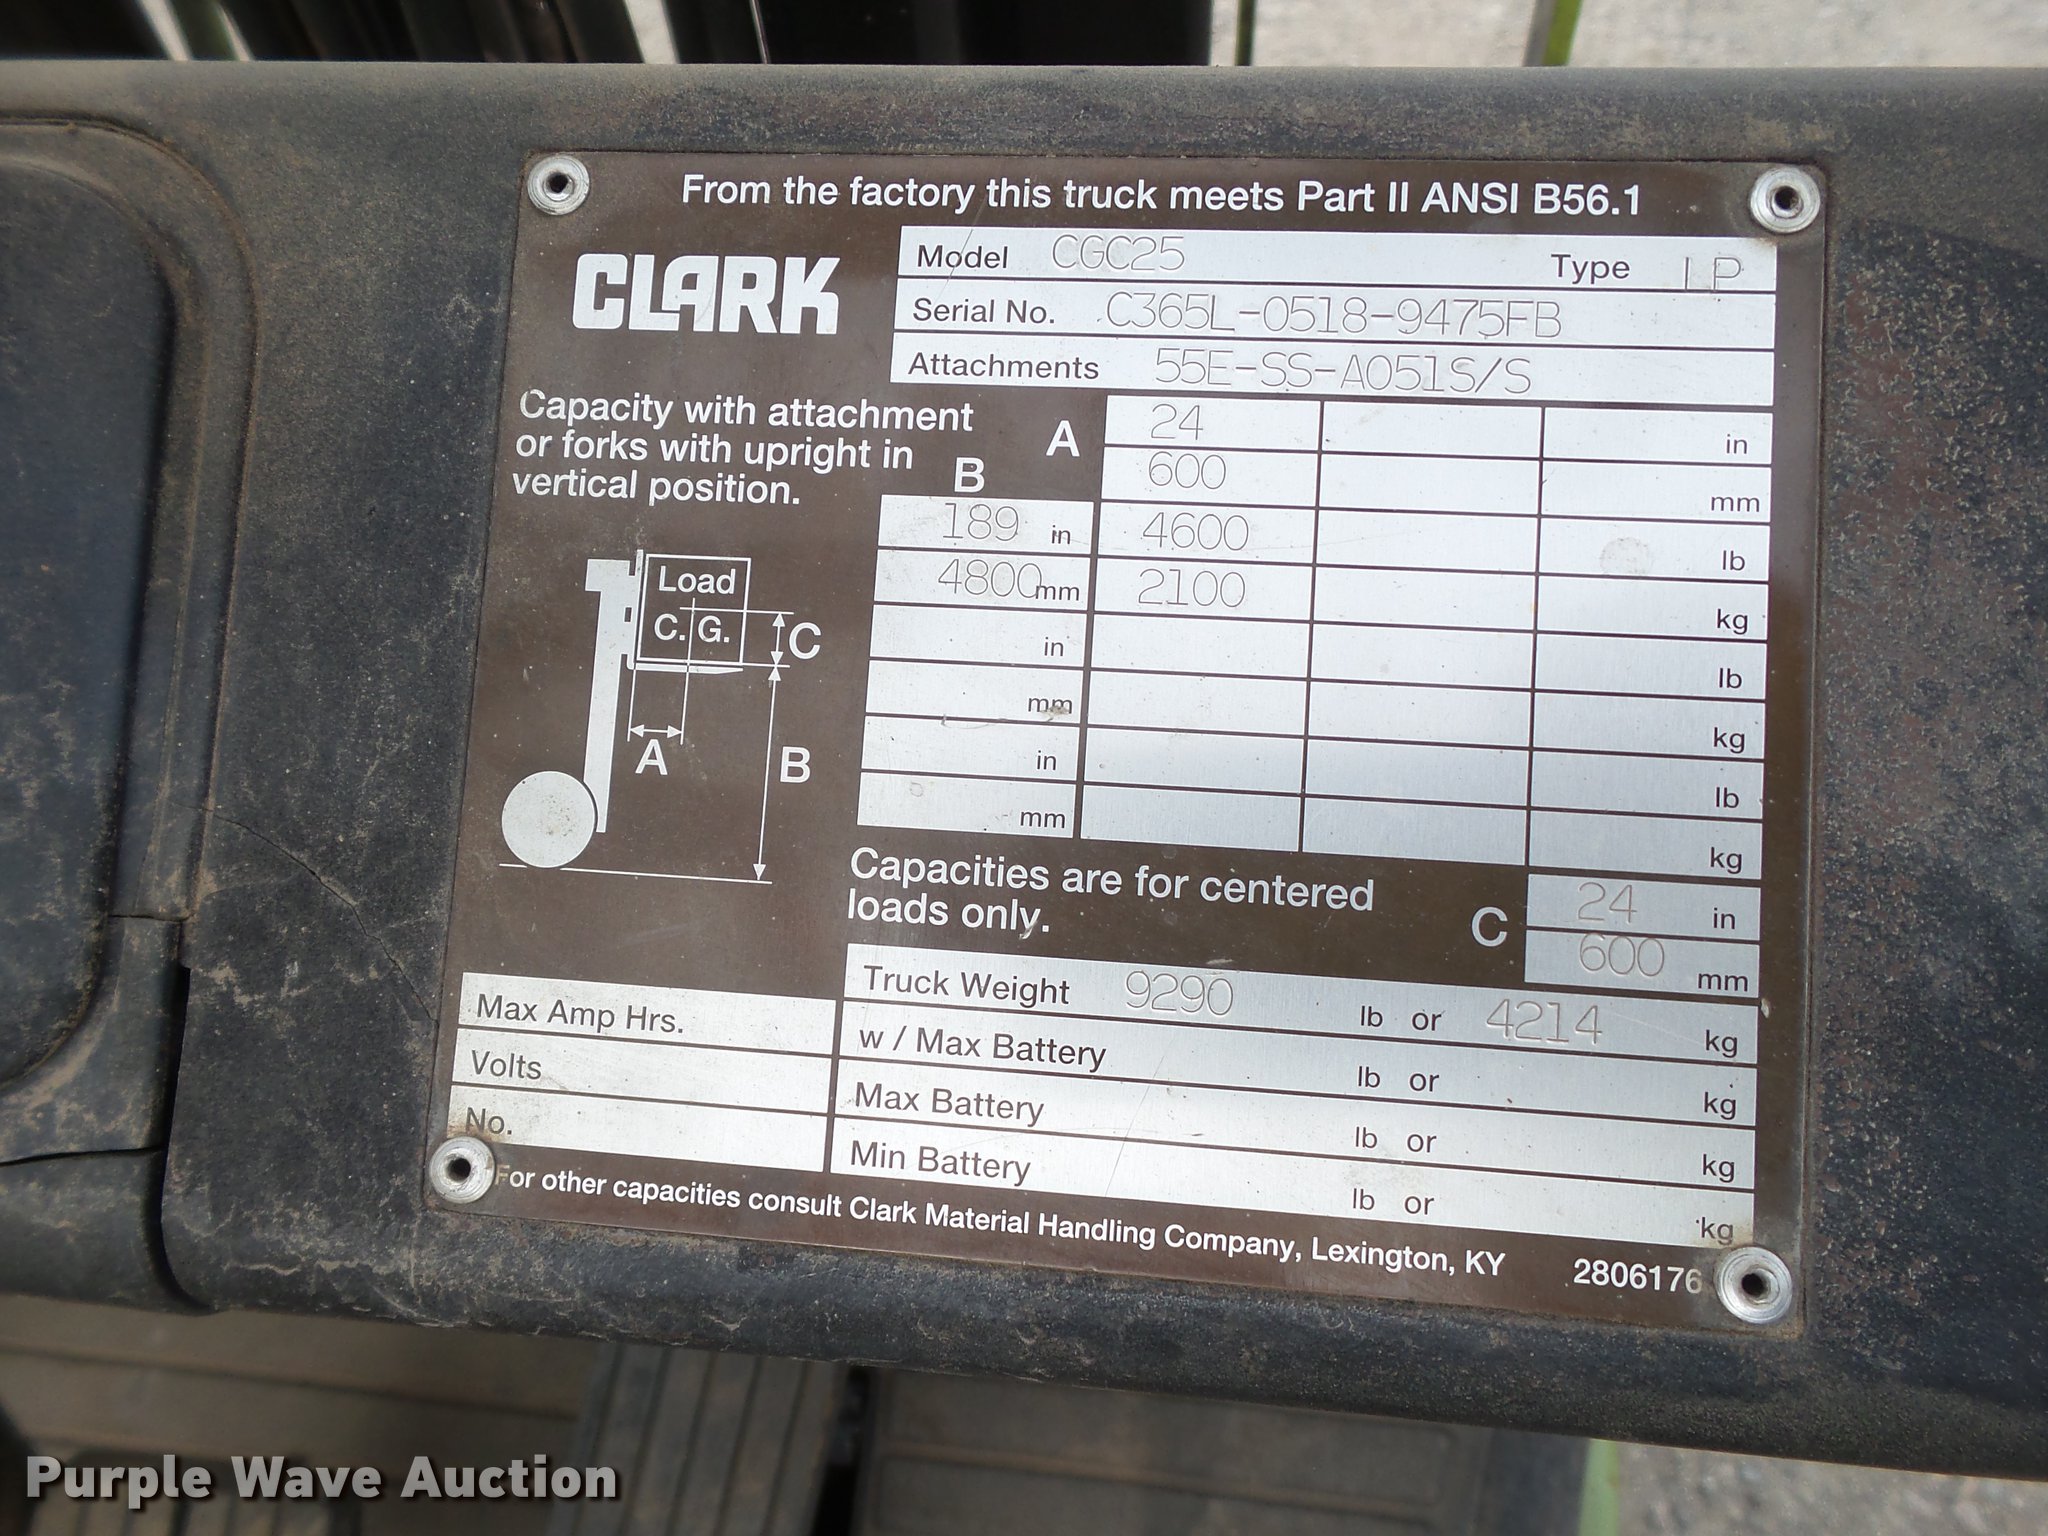 From the factory this truck meets Part II ANSI B56.1
CLARK
Model CGC25 Type LP
Serial No. C365L-0518-9475FB
Attachments 55E-SS-A051S/S
Capacity with attachment
or forks with upright in
vertical position.
A 24 in
600 mm
B
189 in 4600 lb
4800 mm 2100 kg
in lb
mm kg
in lb
mm kg
Load
C. G.
C
A
B
Capacities are for centered
loads only.
C 24 in
600 mm
Truck Weight 9290 lb or 4214 kg
w / Max Battery lb or kg
Max Battery lb or kg
Min Battery lb or kg
Max Amp Hrs.
Volts
No.
For other capacities consult Clark Material Handling Company, Lexington, KY 2806176
Purple Wave Auction